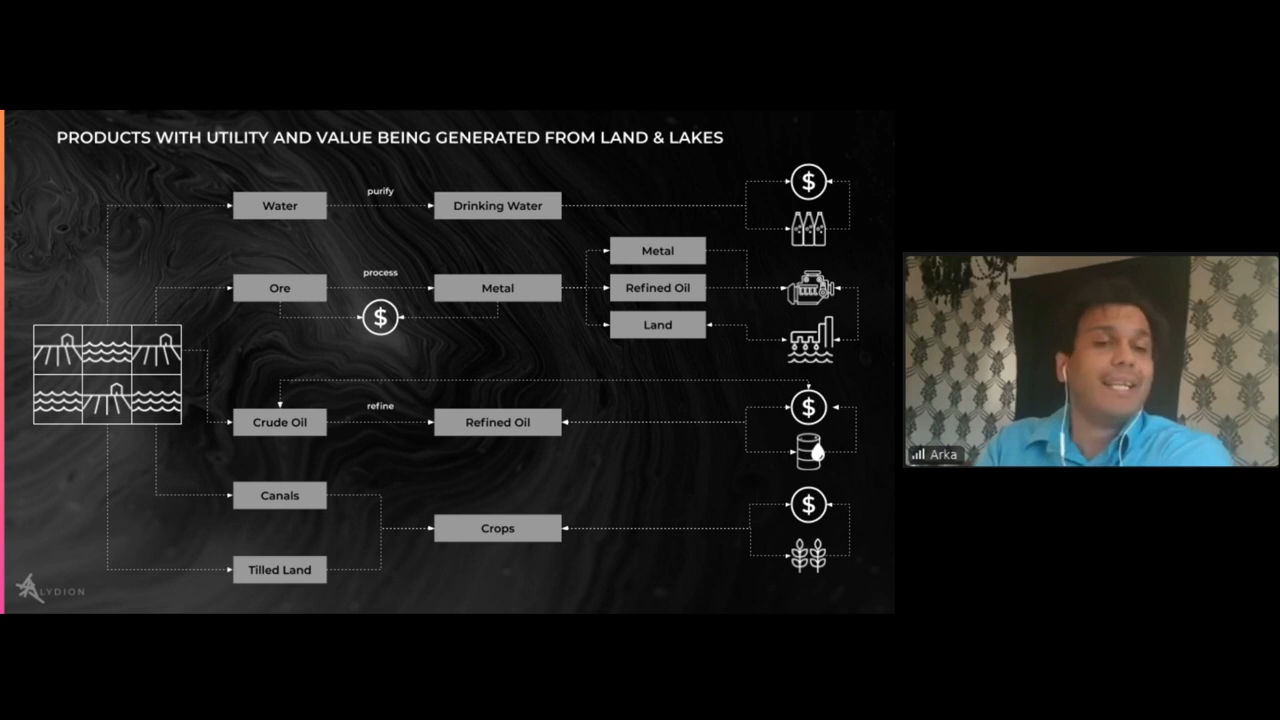 PRODUCTS WITH UTILITY AND VALUE BEING GENERATED FROM LAND & LAKES
$
purify
Water
Drinking Water
Metal
process
Ore
Metal
Refined Oil
$
Land
refine
$
Crude Oil
Refined Oil
Arka
Canals
$
Crops
Tilled Land
LYDION